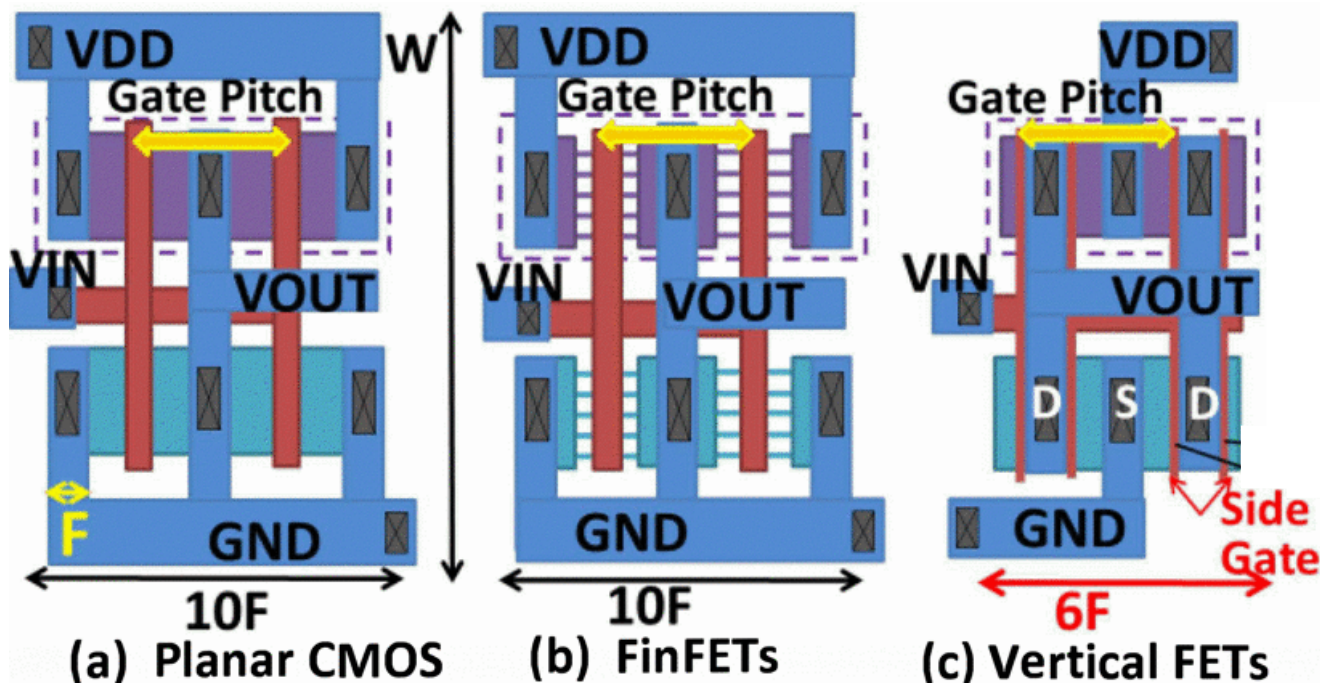 VDD
W
VDD
VDD
Gate Pitch
Gate Pitch
Gate Pitch
VIN
VOUT
VIN
VOUT
VIN
VOUT
D
S
D
F
GND
GND
GND
Side
Gate
10F
10F
6F
(a) Planar CMOS
(b) FinFETs
(c) Vertical FETs